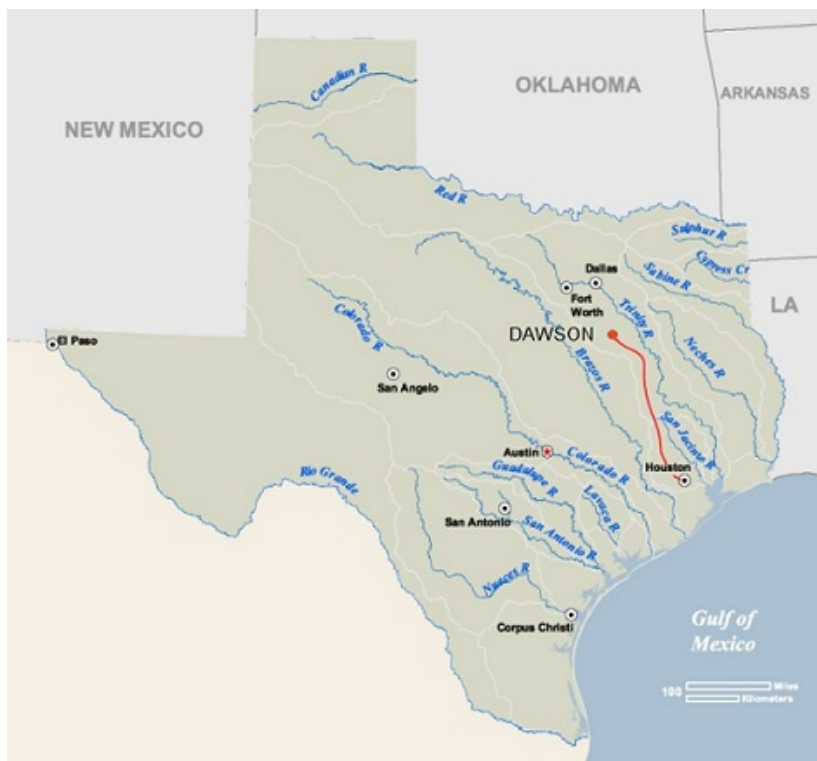 OKLAHOMA
ARKANSAS
NEW MEXICO
Canadian R
Red R
Sulphur R
Cypress Cr
Sabine R
Dallas
Fort
Worth
LA
Trinity R
DAWSON
Neches R
Brazos R
Colorado R
El Paso
San Angelo
San Jacinto R
Austin
Colorado R
Houston
Guadalupe R
Rio Grande
Lavaca R
San Antonio
San Antonio R
Nueces R
Corpus Christi
Gulf of
Mexico
100
Miles
Kilometers